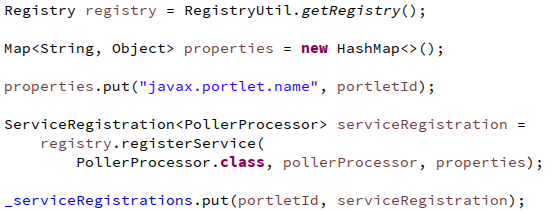 Registry registry = RegistryUtil.getRegistry();
Map<String, Object> properties = new HashMap<>();
properties.put("javax.portlet.name", portletId);
ServiceRegistration<PollerProcessor> serviceRegistration =
registry.registerService(
PollerProcessor.class, pollerProcessor, properties);
_serviceRegistrations.put(portletId, serviceRegistration);